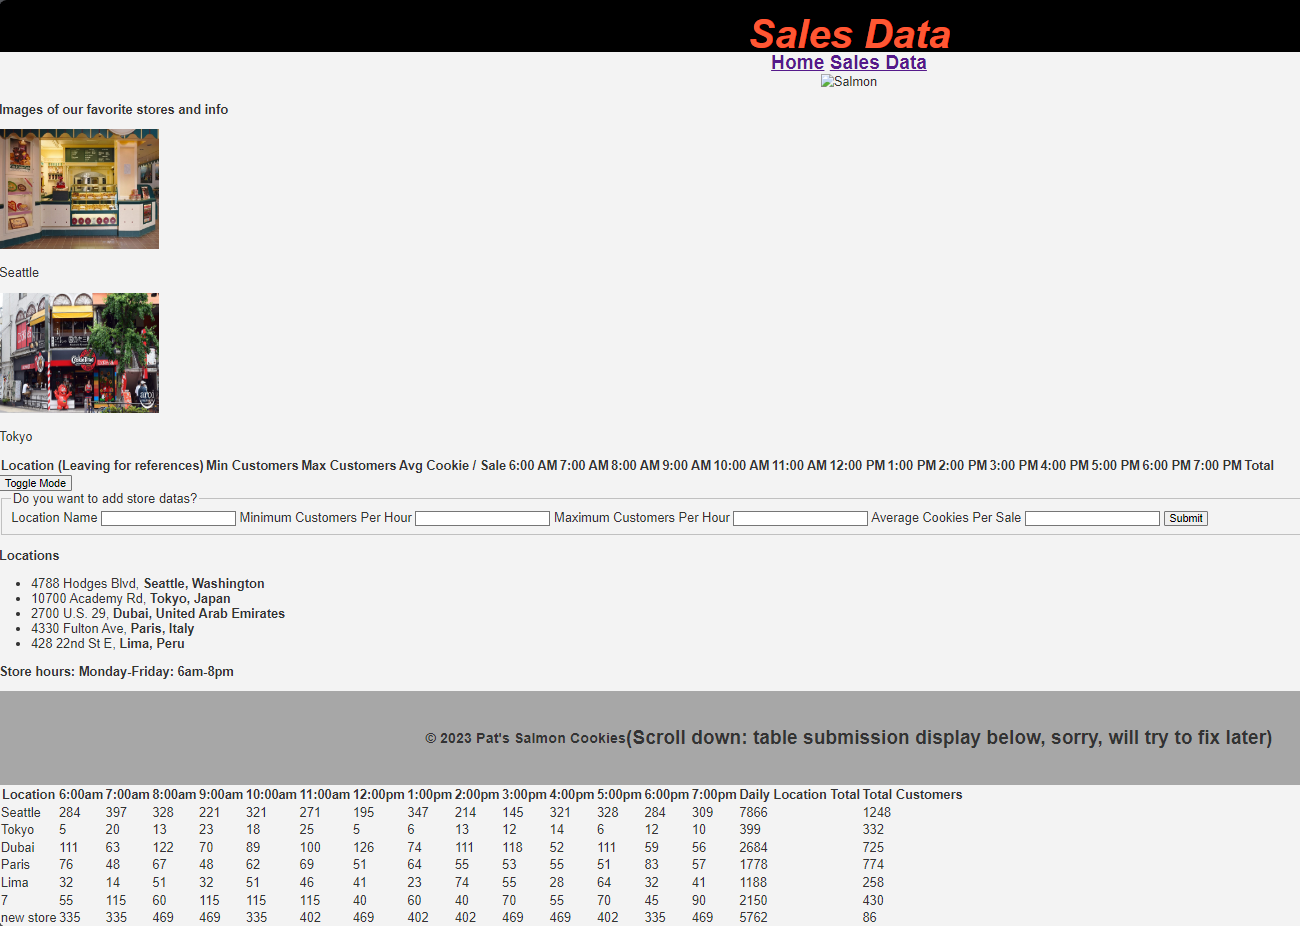 Sales Data
Home Sales Data
Salmon
Images of our favorite stores and info
Seattle
Tokyo
Location (Leaving for references) Min Customers Max Customers Avg Cookie / Sale 6:00 AM 7:00 AM 8:00 AM 9:00 AM 10:00 AM 11:00 AM 12:00 PM 1:00 PM 2:00 PM 3:00 PM 4:00 PM 5:00 PM 6:00 PM 7:00 PM Total
Toggle Mode
Do you want to add store datas?
Location Name Minimum Customers Per Hour Maximum Customers Per Hour Average Cookies Per Sale Submit
Locations
• 4788 Hodges Blvd, Seattle, Washington
• 10700 Academy Rd, Tokyo, Japan
• 2700 U.S. 29, Dubai, United Arab Emirates
• 4330 Fulton Ave, Paris, Italy
• 428 22nd St E, Lima, Peru
Store hours: Monday-Friday: 6am-8pm
© 2023 Pat's Salmon Cookies(Scroll down: table submission display below, sorry, will try to fix later)
Location 6:00am 7:00am 8:00am 9:00am 10:00am 11:00am 12:00pm 1:00pm 2:00pm 3:00pm 4:00pm 5:00pm 6:00pm 7:00pm Daily Location Total Total Customers
Seattle 284 397 328 221 321 271 195 347 214 145 321 328 284 309 7866 1248
Tokyo 5 20 13 23 18 25 5 6 13 12 14 6 12 10 399 332
Dubai 111 63 122 70 89 100 126 74 111 118 52 111 59 56 2684 725
Paris 76 48 67 48 62 69 51 64 55 53 55 51 83 57 1778 774
Lima 32 14 51 32 51 46 41 23 74 55 28 64 32 41 1188 258
7 55 115 60 115 115 115 40 60 40 70 55 70 45 90 2150 430
new store 335 335 469 469 335 402 469 402 402 469 469 402 335 469 5762 86